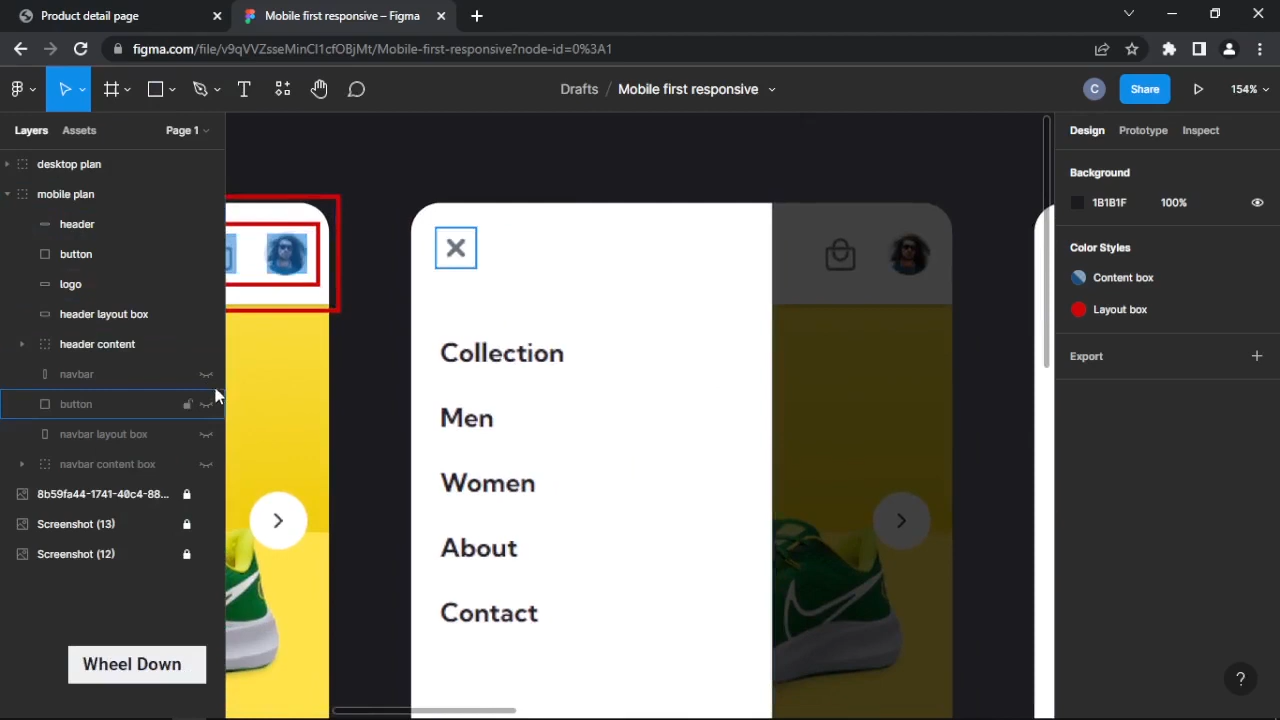 Product detail page
Mobile first responsive – Figma
figma.com/file/v9qVVZsseMinCl1cfOBjMt/Mobile-first-responsive?node-id=0%3A1
Drafts / Mobile first responsive
C
Share
154%
Layers
Assets
Page 1
Design
Prototype
Inspect
desktop plan
mobile plan
header
button
logo
header layout box
header content
navbar
button
navbar layout box
navbar content box
8b59fa44-1741-40c4-88...
Screenshot (13)
Screenshot (12)
Wheel Down
Collection
Men
Women
About
Contact
Background
1B1B1F
100%
Color Styles
Content box
Layout box
Export
?